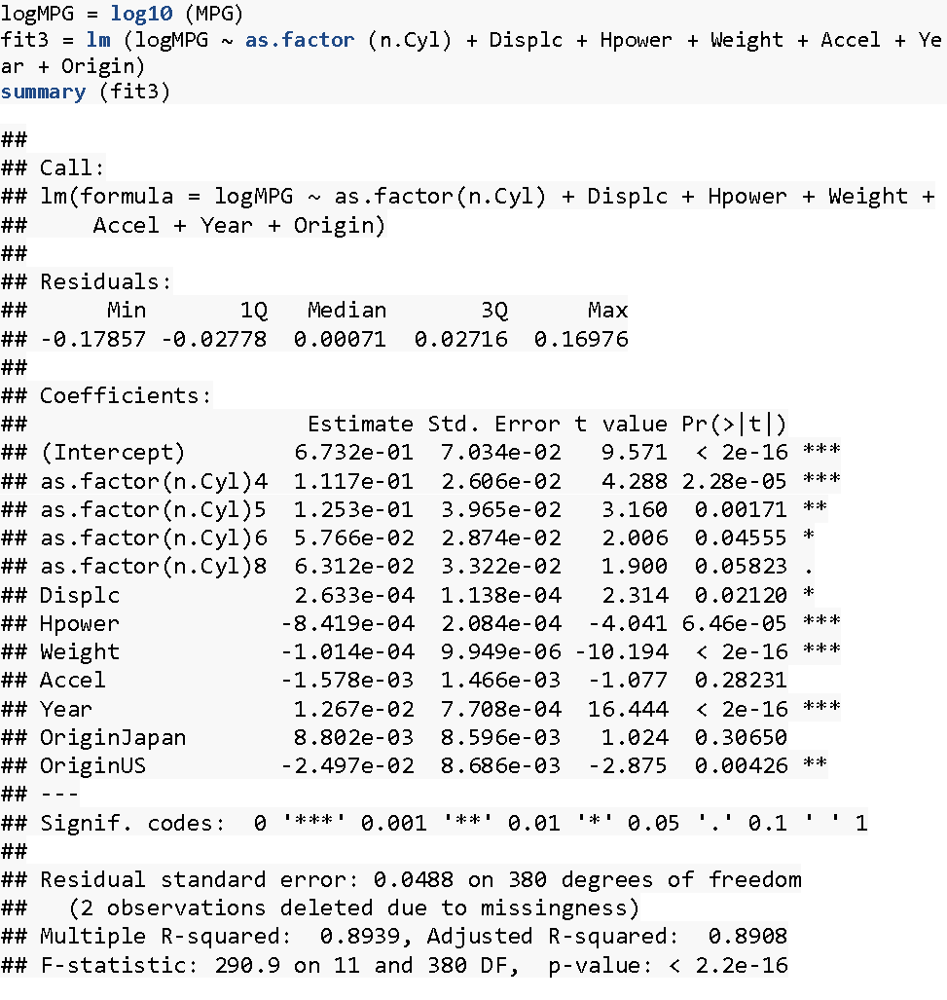 logMPG = log10 (MPG)
fit3 = lm (logMPG ~ as.factor (n.Cyl) + Displc + Hpower + Weight + Accel + Ye
ar + Origin)
summary (fit3)
##
## Call:
## lm(formula = logMPG ~ as.factor(n.Cyl) + Displc + Hpower + Weight +
##     Accel + Year + Origin)
##
## Residuals:
##      Min       1Q   Median       3Q      Max
## -0.17857 -0.02778  0.00071  0.02716  0.16976
##
## Coefficients:
##                     Estimate Std. Error t value Pr(>|t|)
## (Intercept)        6.732e-01  7.034e-02   9.571  < 2e-16 ***
## as.factor(n.Cyl)4  1.117e-01  2.606e-02   4.288 2.28e-05 ***
## as.factor(n.Cyl)5  1.253e-01  3.965e-02   3.160  0.00171 **
## as.factor(n.Cyl)6  5.766e-02  2.874e-02   2.006  0.04555 *
## as.factor(n.Cyl)8  6.312e-02  3.322e-02   1.900  0.05823 .
## Displc             2.633e-04  1.138e-04   2.314  0.02120 *
## Hpower            -8.419e-04  2.084e-04  -4.041 6.46e-05 ***
## Weight            -1.014e-04  9.949e-06 -10.194  < 2e-16 ***
## Accel             -1.578e-03  1.466e-03  -1.077  0.28231
## Year               1.267e-02  7.708e-04  16.444  < 2e-16 ***
## OriginJapan        8.802e-03  8.596e-03   1.024  0.30650
## OriginUS          -2.497e-02  8.686e-03  -2.875  0.00426 **
## ---
## Signif. codes:  0 '***' 0.001 '**' 0.01 '*' 0.05 '.' 0.1 ' ' 1
##
## Residual standard error: 0.0488 on 380 degrees of freedom
##   (2 observations deleted due to missingness)
## Multiple R-squared:  0.8939, Adjusted R-squared:  0.8908
## F-statistic: 290.9 on 11 and 380 DF,  p-value: < 2.2e-16